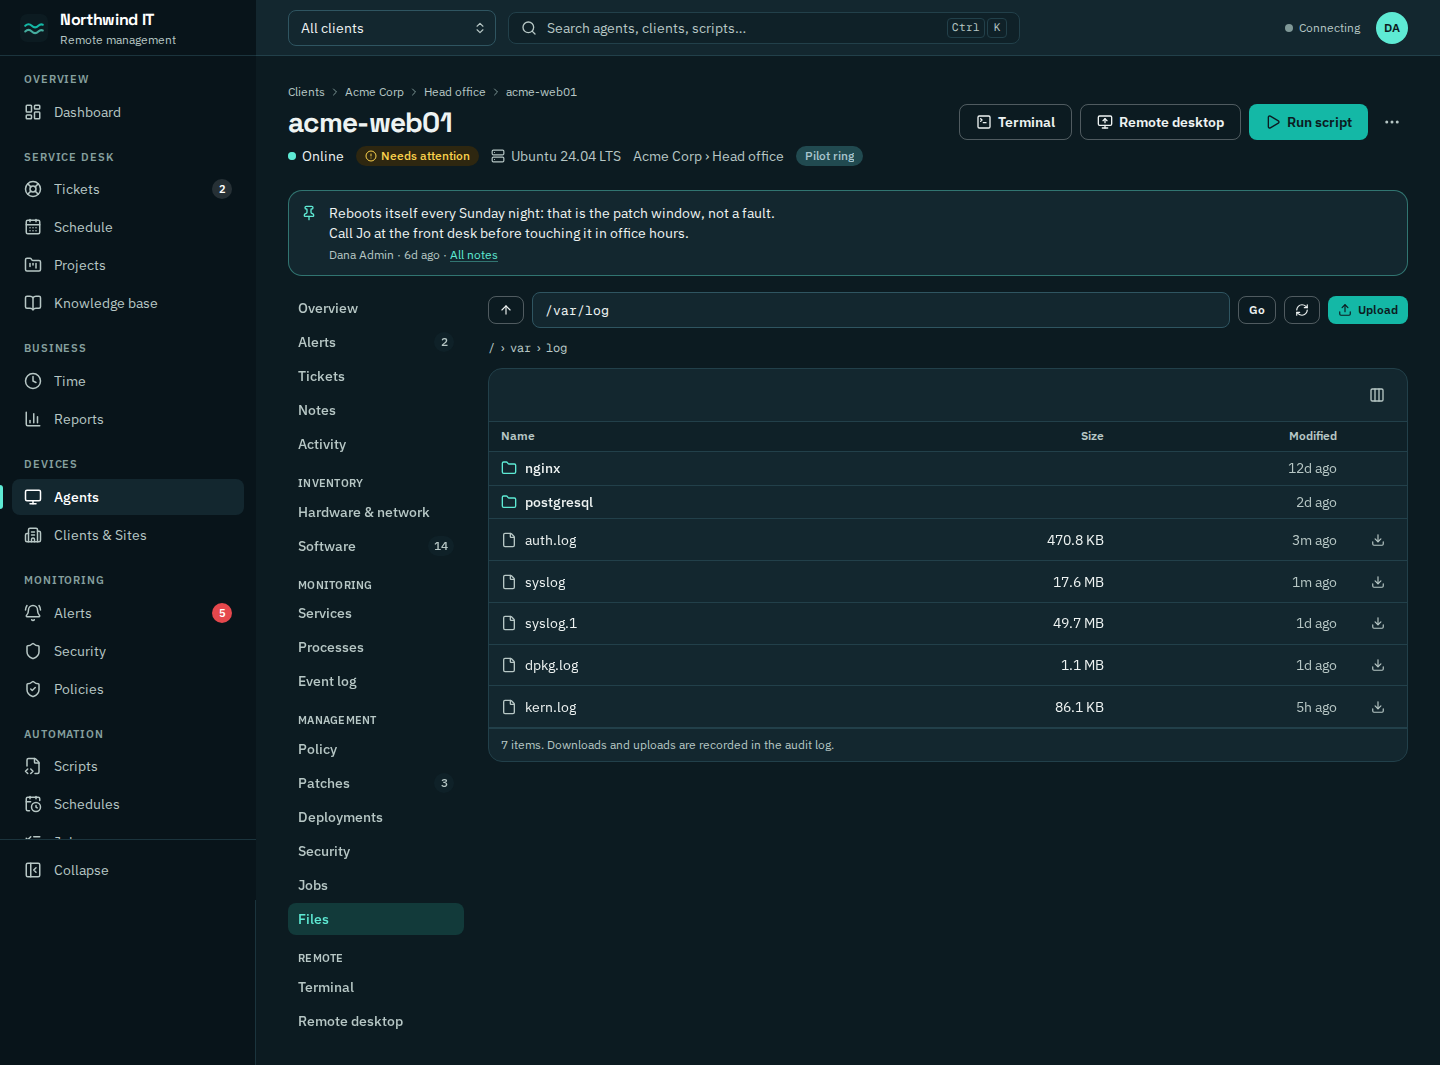 Northwind IT
Remote management
All clients
Search agents, clients, scripts...
Ctrl K
Connecting
DA
OVERVIEW
Dashboard
SERVICE DESK
Tickets 2
Schedule
Projects
Knowledge base
BUSINESS
Time
Reports
DEVICES
Agents
Clients & Sites
MONITORING
Alerts 5
Security
Policies
AUTOMATION
Scripts
Schedules
Collapse
Clients > Acme Corp > Head office > acme-web01
acme-web01
Terminal
Remote desktop
Run script
Online
Needs attention
Ubuntu 24.04 LTS
Acme Corp › Head office
Pilot ring
Reboots itself every Sunday night: that is the patch window, not a fault.
Call Jo at the front desk before touching it in office hours.
Dana Admin · 6d ago · All notes
Overview
Alerts 2
Tickets
Notes
Activity
INVENTORY
Hardware & network
Software 14
MONITORING
Services
Processes
Event log
MANAGEMENT
Policy
Patches 3
Deployments
Security
Jobs
Files
REMOTE
Terminal
Remote desktop
/var/log
Go
Upload
/ › var › log
Name Size Modified
nginx 12d ago
postgresql 2d ago
auth.log 470.8 KB 3m ago
syslog 17.6 MB 1m ago
syslog.1 49.7 MB 1d ago
dpkg.log 1.1 MB 1d ago
kern.log 86.1 KB 5h ago
7 items. Downloads and uploads are recorded in the audit log.